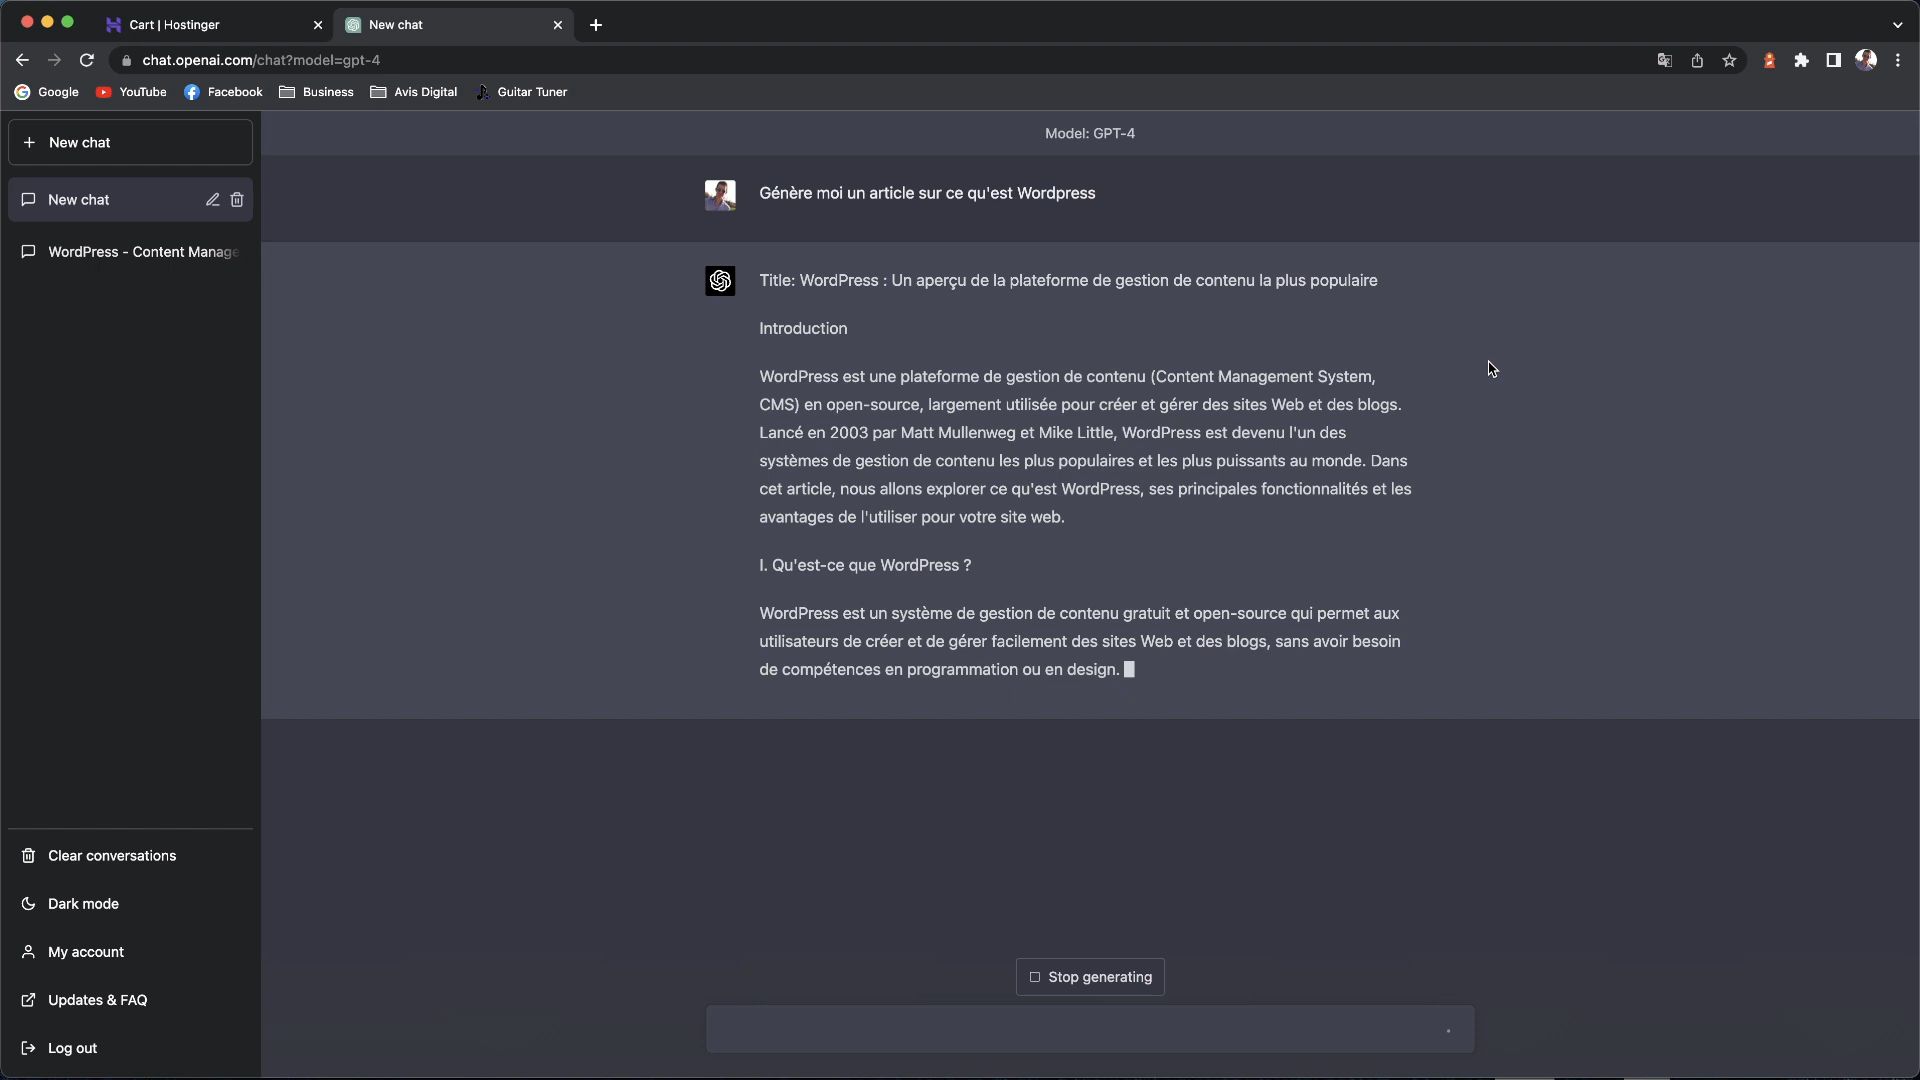 Cart | Hostinger
New chat
chat.openai.com/chat?model=gpt-4
Google YouTube Facebook Business Avis Digital Guitar Tuner
New chat
New chat
WordPress - Content Manage
Clear conversations
Dark mode
My account
Updates & FAQ
Log out
Model: GPT-4
Génère moi un article sur ce qu'est Wordpress
Title: WordPress : Un aperçu de la plateforme de gestion de contenu la plus populaire
Introduction
WordPress est une plateforme de gestion de contenu (Content Management System,
CMS) en open-source, largement utilisée pour créer et gérer des sites Web et des blogs.
Lancé en 2003 par Matt Mullenweg et Mike Little, WordPress est devenu l'un des
systèmes de gestion de contenu les plus populaires et les plus puissants au monde. Dans
cet article, nous allons explorer ce qu'est WordPress, ses principales fonctionnalités et les
avantages de l'utiliser pour votre site web.
I. Qu'est-ce que WordPress ?
WordPress est un système de gestion de contenu gratuit et open-source qui permet aux
utilisateurs de créer et de gérer facilement des sites Web et des blogs, sans avoir besoin
de compétences en programmation ou en design.
Stop generating